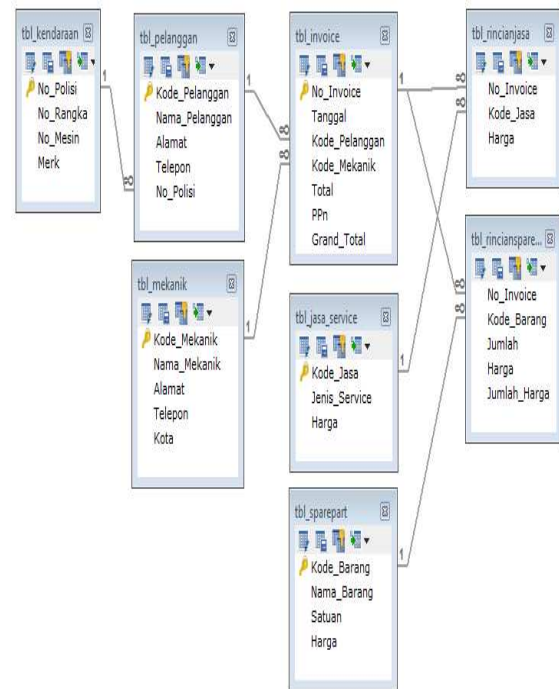 tbl_kendaraan
No_Polisi
No_Rangka
No_Mesin
Merk
tbl_pelanggan
Kode_Pelanggan
Nama_Pelanggan
Alamat
Telepon
No_Polisi
tbl_invoice
No_Invoice
Tanggal
Kode_Pelanggan
Kode_Mekanik
Total
PPn
Grand_Total
tbl_rincianjasa
No_Invoice
Kode_Jasa
Harga
tbl_mekanik
Kode_Mekanik
Nama_Mekanik
Alamat
Telepon
Kota
tbl_jasa_service
Kode_Jasa
Jenis_Service
Harga
tbl_rincianspare...
No_Invoice
Kode_Barang
Jumlah
Harga
Jumlah_Harga
tbl_sparepart
Kode_Barang
Nama_Barang
Satuan
Harga
1
∞
1
∞
∞
1
1
∞
∞
1
∞
∞
1